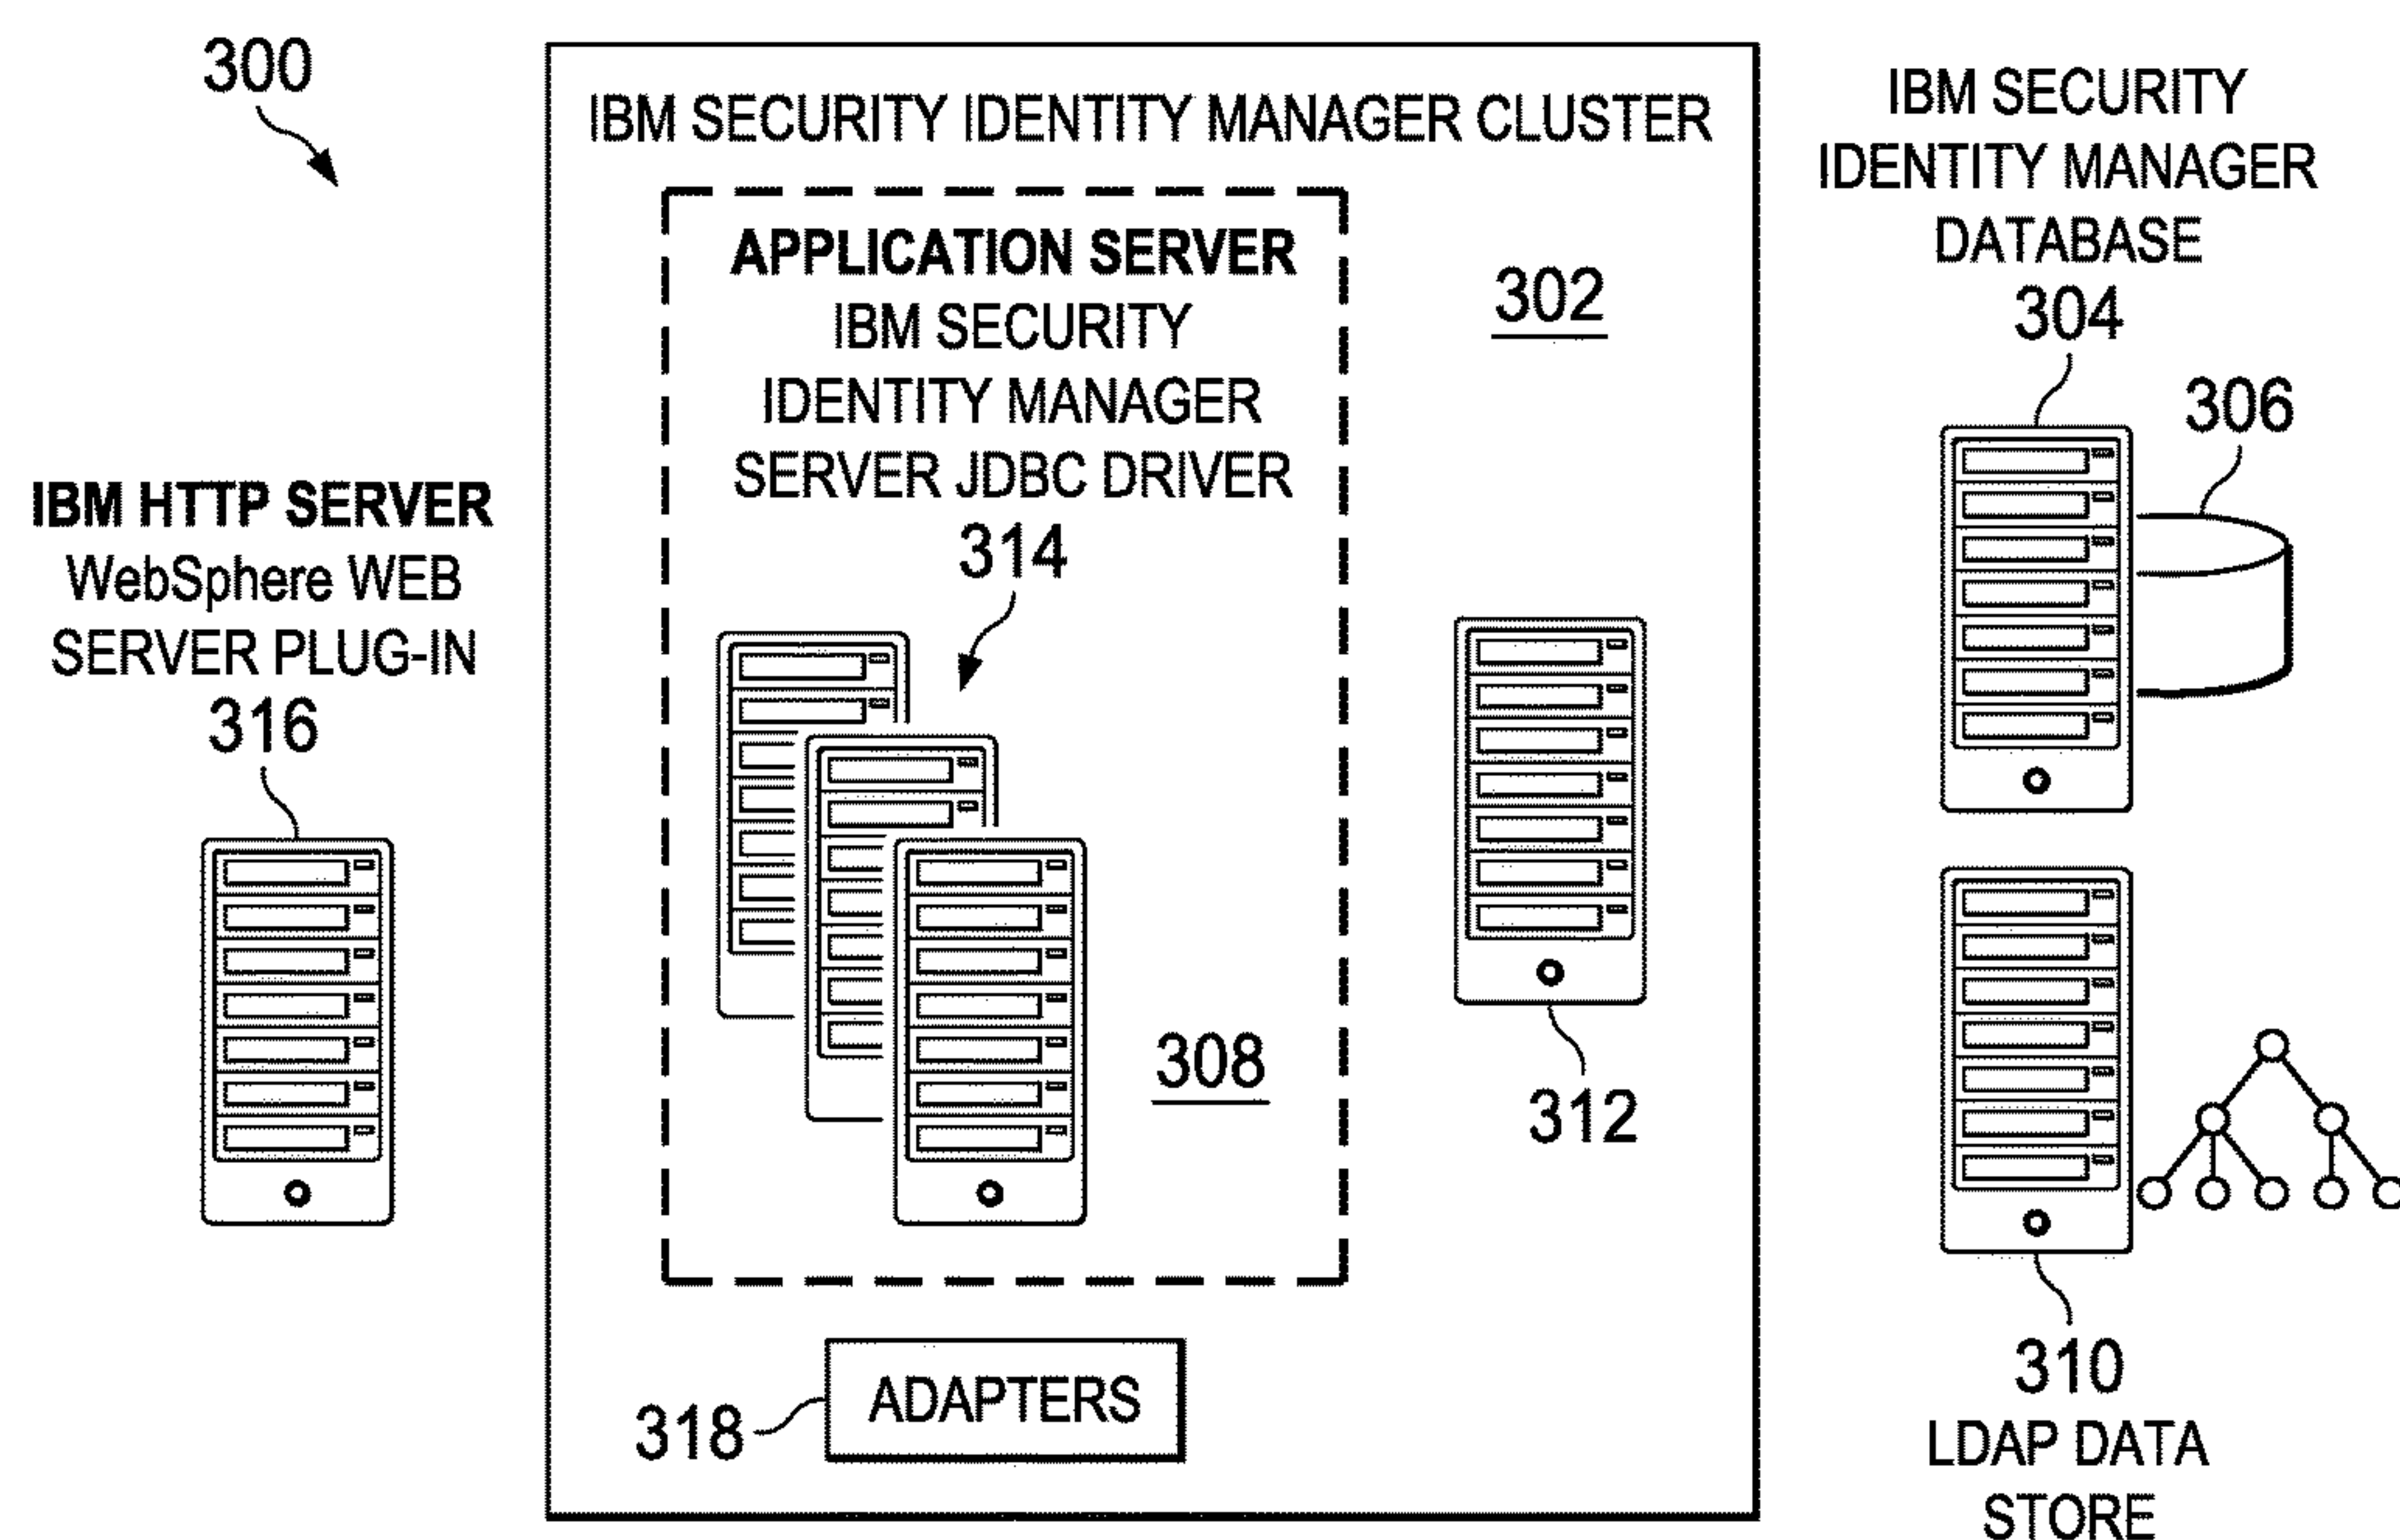 300
IBM SECURITY IDENTITY MANAGER CLUSTER
APPLICATION SERVER
IBM SECURITY
IDENTITY MANAGER
SERVER JDBC DRIVER
314
302
308
312
318
ADAPTERS
IBM HTTP SERVER
WebSphere WEB
SERVER PLUG-IN
316
IBM SECURITY
IDENTITY MANAGER
DATABASE
304
306
310
LDAP DATA
STORE